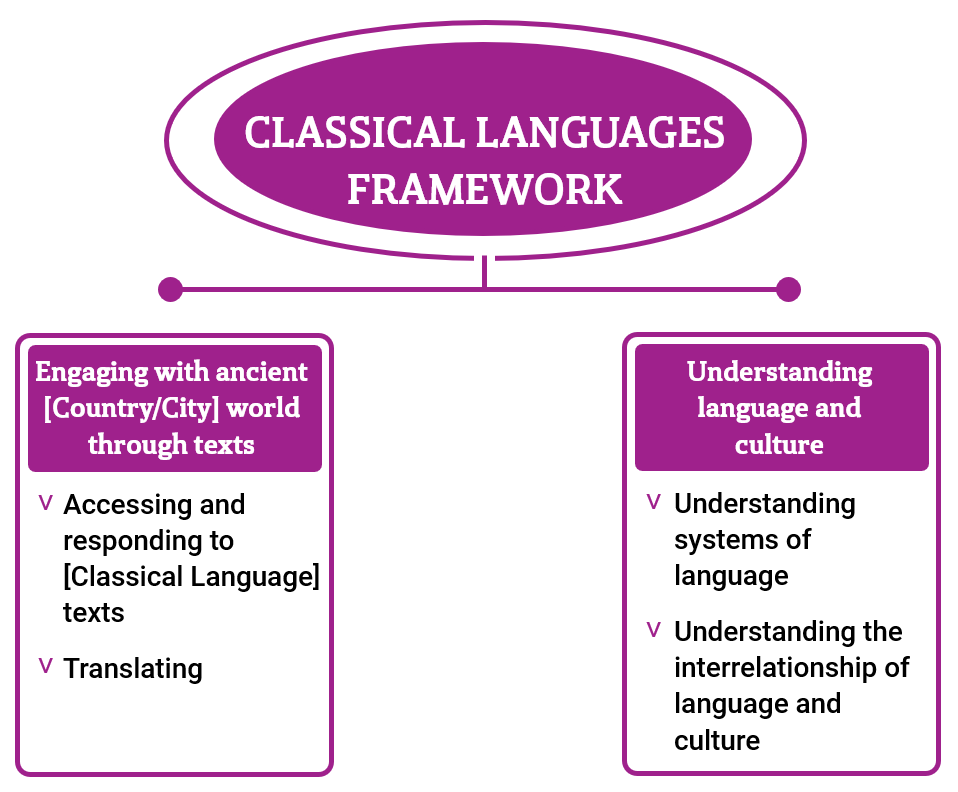 CLASSICAL LANGUAGES
FRAMEWORK
Engaging with ancient
[Country/City] world
through texts
v Accessing and
responding to
[Classical Language]
texts
v Translating
Understanding
language and
culture
v Understanding
systems of
language
v Understanding the
interrelationship of
language and
culture